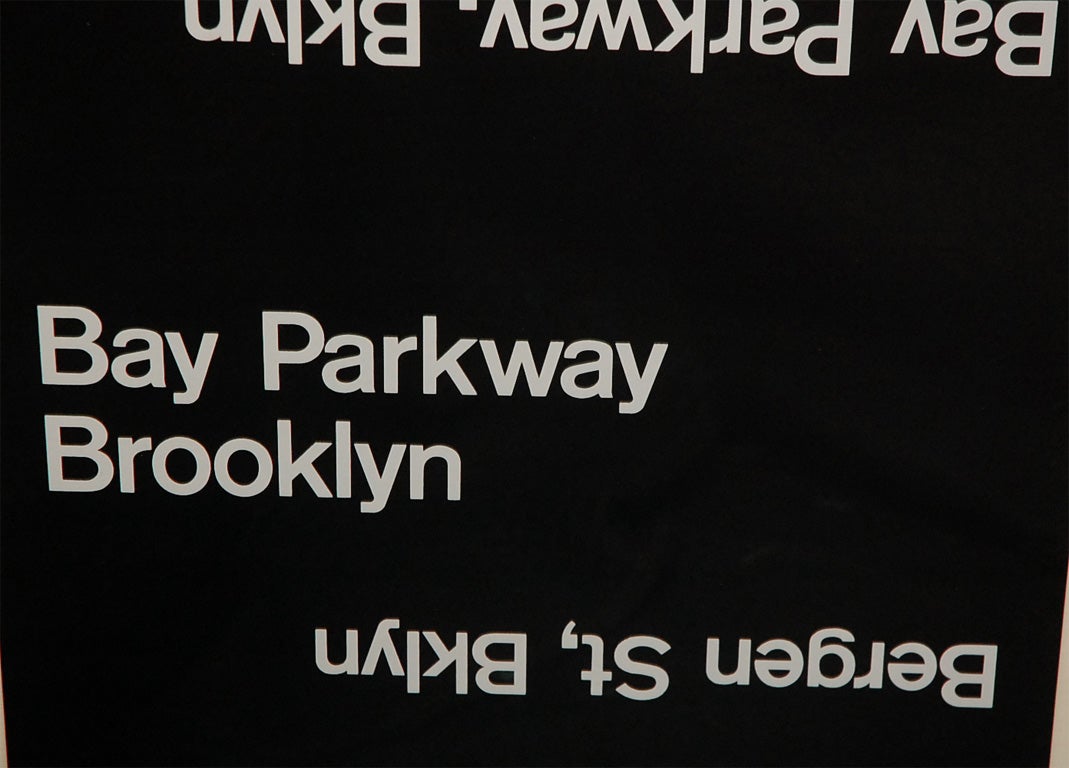 Bay Parkway, Bklyn
Bay Parkway
Brooklyn
Bergen St, Bklyn